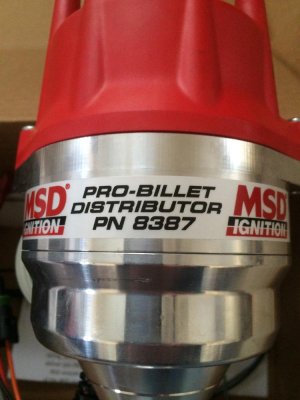 MSD®
IGNITION
PRO-BILLET
DISTRIBUTOR
PN 8387
MSD
IGNITION